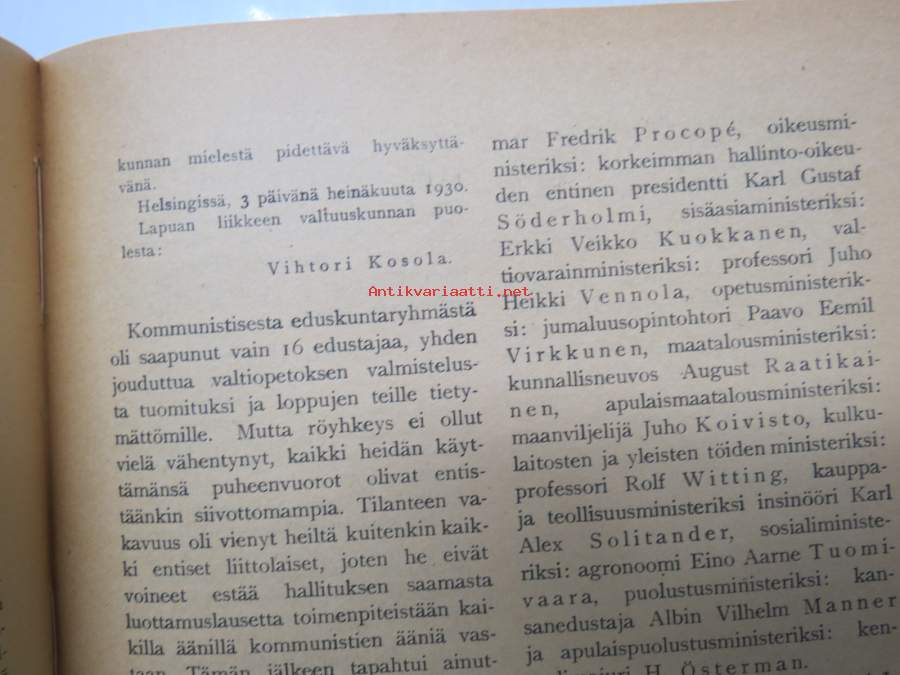 kunnan mielestä pidettävä hyväksyttä-
vänä.
Helsingissä, 3 päivänä heinäkuuta 1930.
Lapuan liikkeen valtuuskunnan puo-
lesta:
Vihtori Kosola.
Kommunistisesta eduskuntaryhmästä
oli saapunut vain 16 edustajaa, yhden
jouduttua valtiopetoksen valmistelus-
ta tuomituksi ja loppujen teille tiety-
mättömille. Mutta röyhkeys ei ollut
vielä vähentynyt, kaikki heidän käyt-
tämänsä puheenvuorot olivat entis-
täänkin siivottomampia. Tilanteen va-
kavuus oli vienyt heiltä kuitenkin kaik-
ki entiset liittolaiset, joten he eivät
voineet estää hallituksen saamasta
luottamuslausetta toimenpiteistään kai-
killa äänillä kommunistien ääniä vas-
taan. Tämän jälkeen tapahtui ainut-
mar Fredrik Procopé, oikeusmi-
nisteriksi: korkeimman hallinto-oikeu-
den entinen presidentti Karl Gustaf
Söderholmi, sisäasiaministeriksi:
Erkki Veikko Kuokkanen, val-
tiovarainministeriksi: professori Juho
Heikki Vennola, opetusministerik-
si: jumaluusopintohtori Paavo Eemil
Virkkunen, maatalousministeriksi:
kunnallisneuvos August Raatikai-
nen, apulaismaatalousministeriksi:
maanviljelijä Juho Koivisto, kulku-
laitosten ja yleisten töiden ministeriksi:
professori Rolf Witting, kauppa-
ja teollisuusministeriksi insinööri Karl
Alex Solitander, sosialiministe-
riksi: agronoomi Eino Aarne Tuomi-
vaara, puolustusministeriksi: kan-
sanedustaja Albin Vilhelm Manner
ja apulaispuolustusministeriksi: ken-
H. Österman.
Antikvariaatti.net